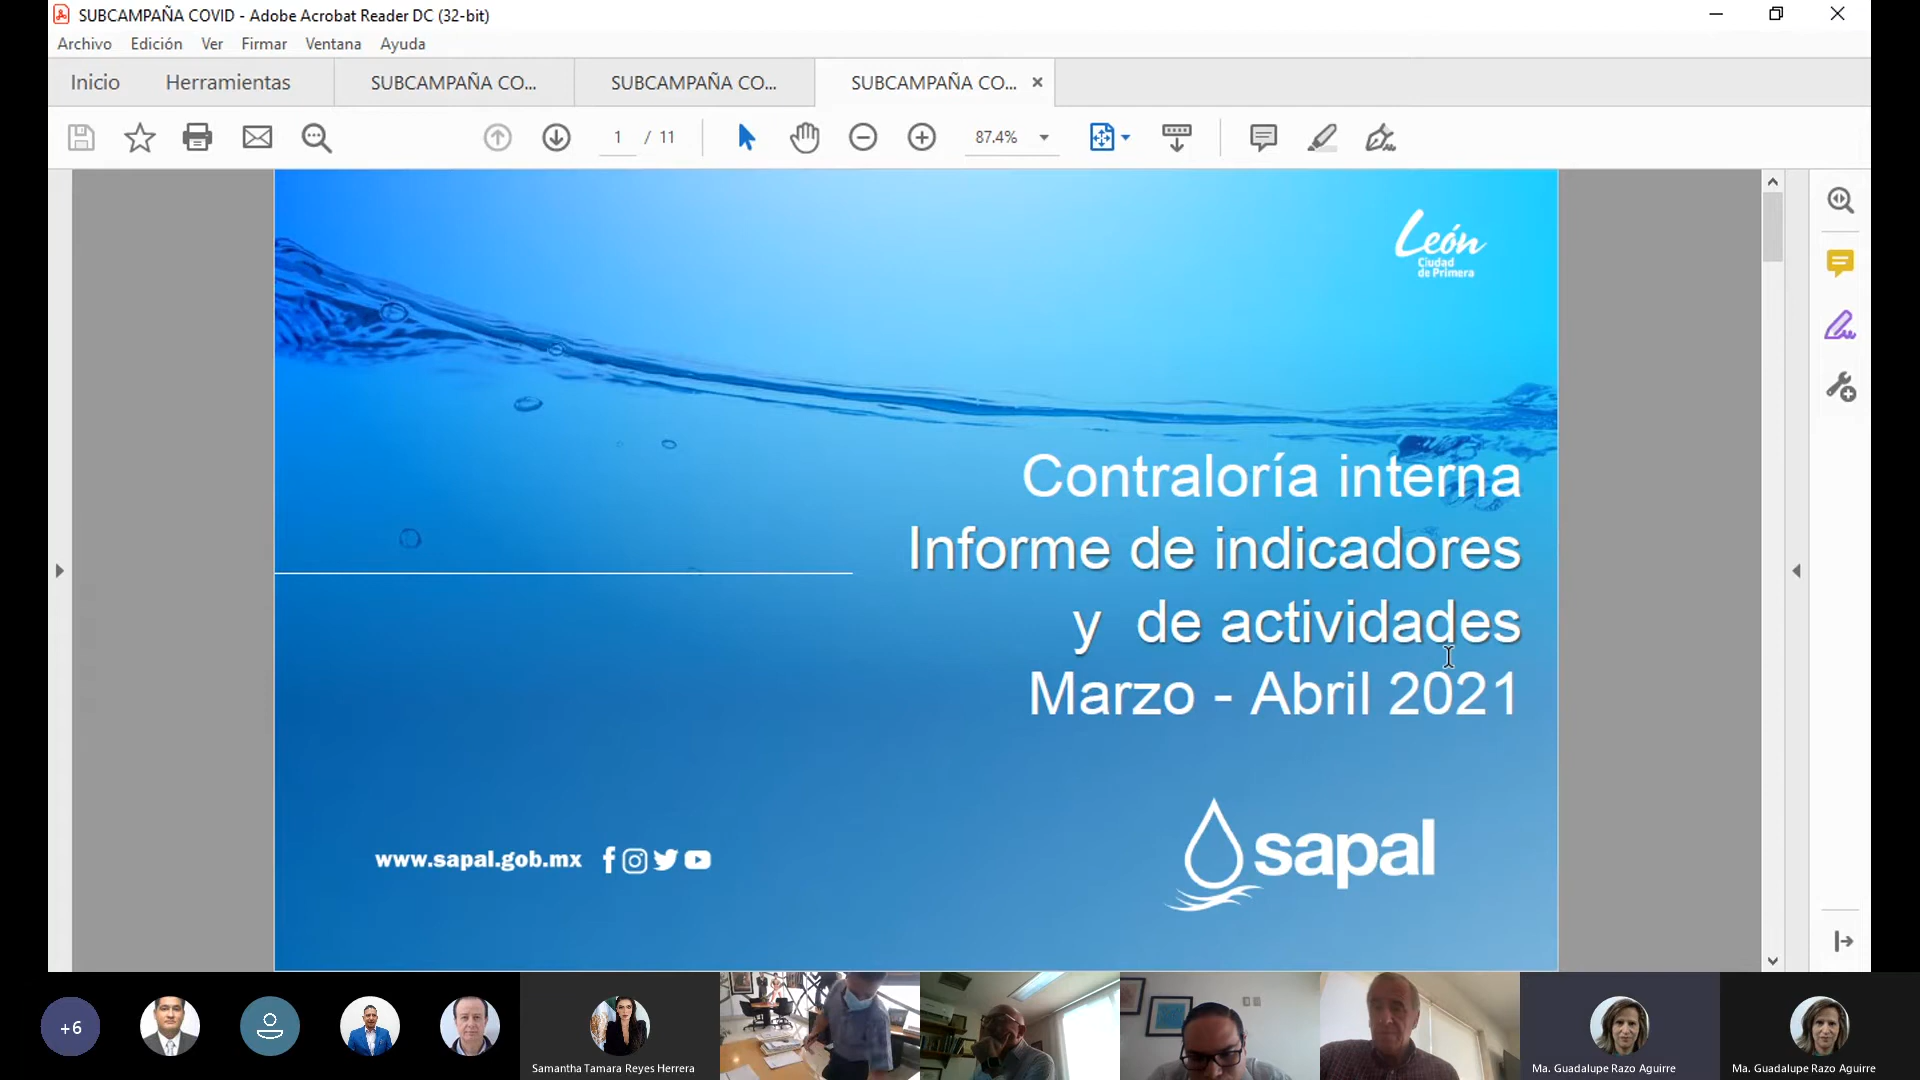 SUBCAMPAÑA COVID - Adobe Acrobat Reader DC (32-bit)
Archivo Edición Ver Firmar Ventana Ayuda
Inicio Herramientas SUBCAMPAÑA CO... SUBCAMPAÑA CO... SUBCAMPAÑA CO...
1 / 11 87.4%
León
Ciudad
de Primera
Contraloría interna
Informe de indicadores
y de actividades
Marzo - Abril 2021
www.sapal.gob.mx
sapal
+6
Samantha Tamara Reyes Herrera
Ma. Guadalupe Razo Aguirre
Ma. Guadalupe Razo Aguirre